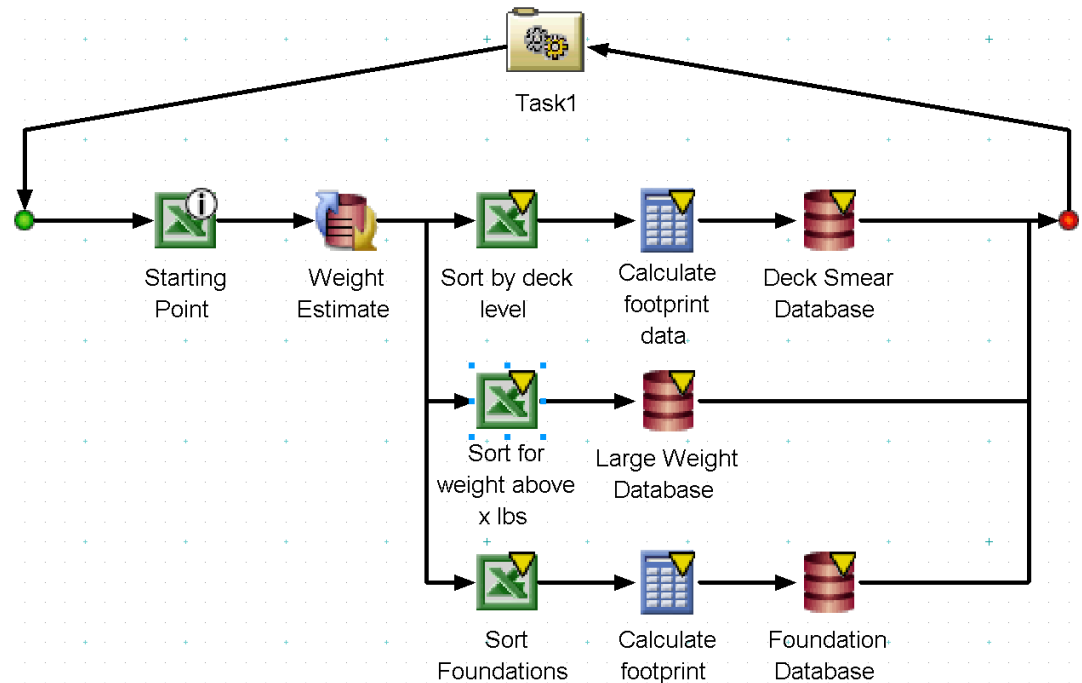 Task1
Starting
Point
Weight
Estimate
Sort by deck
level
Calculate
footprint
data
Deck Smear
Database
Sort for
weight above
x lbs
Large Weight
Database
Sort
Foundations
Calculate
footprint
Foundation
Database